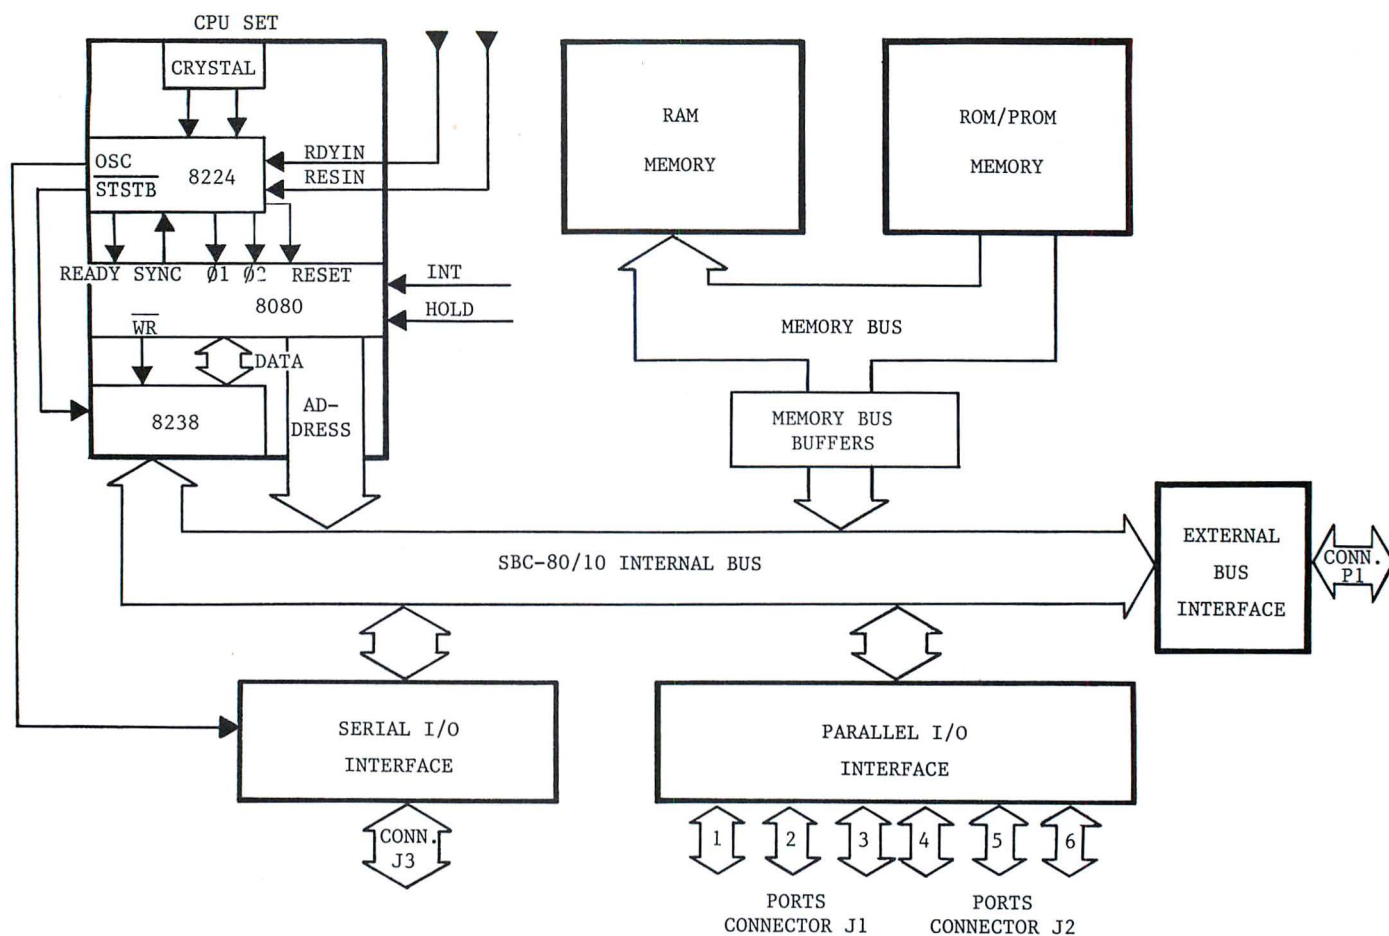 CPU SET
CRYSTAL
OSC
STSTB
8224
RDYIN
RESIN
READY SYNC Ø1 Ø2 RESET
8080
INT
HOLD
WR
DATA
8238
AD-
DRESS
RAM
MEMORY
ROM/PROM
MEMORY
MEMORY BUS
MEMORY BUS
BUFFERS
SBC-80/10 INTERNAL BUS
EXTERNAL
BUS
INTERFACE
CONN.
P1
SERIAL I/O
INTERFACE
CONN.
J3
PARALLEL I/O
INTERFACE
1 2 3 4 5 6
PORTS
CONNECTOR J1
PORTS
CONNECTOR J2